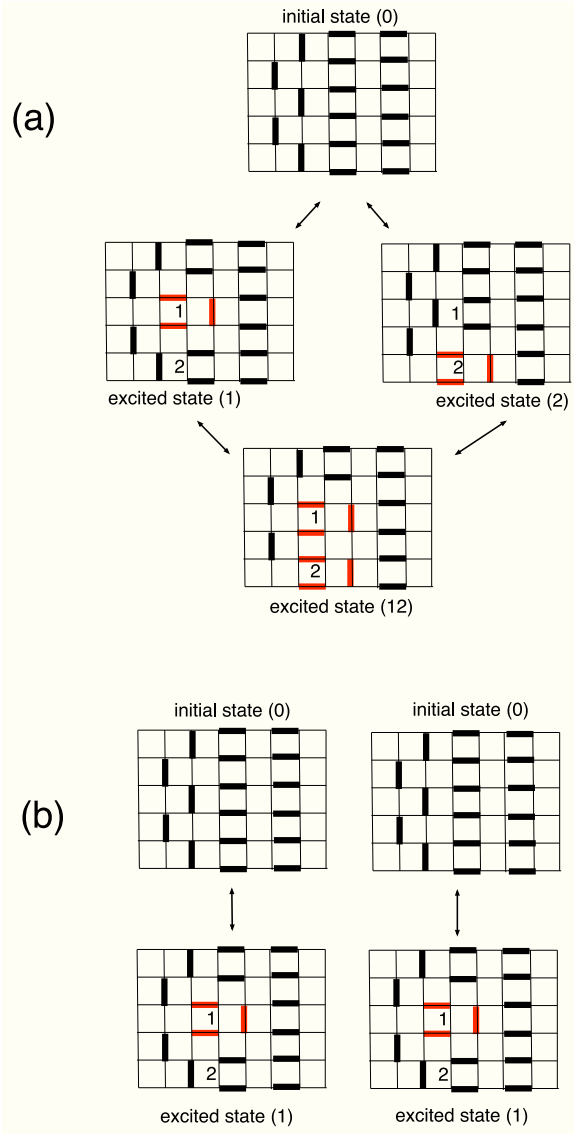 initial state (0)
(a)
1
2
excited state (1)
1
2
excited state (2)
1
2
excited state (12)
initial state (0)
initial state (0)
(b)
1
2
excited state (1)
1
2
excited state (1)